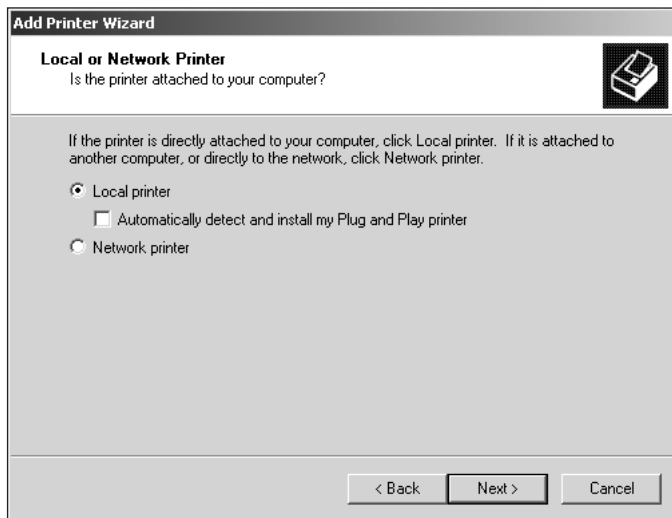 Add Printer Wizard
Local or Network Printer
Is the printer attached to your computer?
If the printer is directly attached to your computer, click Local printer.  If it is attached to
another computer, or directly to the network, click Network printer.
Local printer
Automatically detect and install my Plug and Play printer
Network printer
< Back
Next >
Cancel